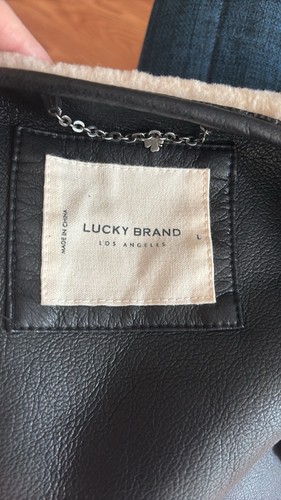 MADE IN CHINA
LUCKY BRAND
LOS ANGELES
L